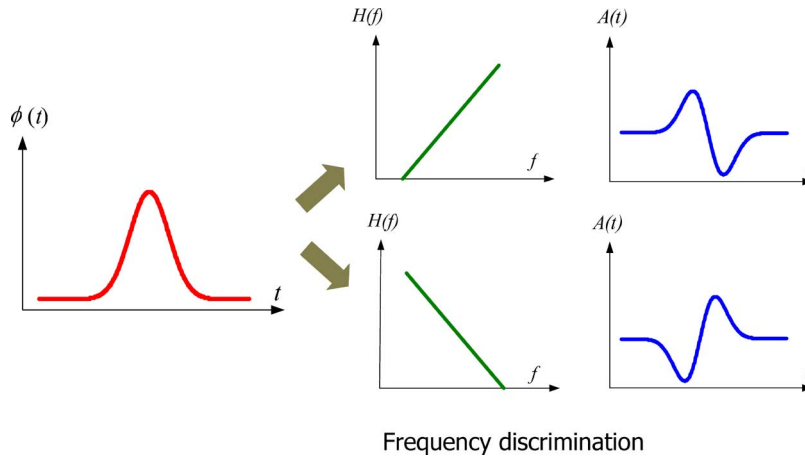 H(f)
A(t)
ϕ (t)
f
H(f)
A(t)
t
f
Frequency discrimination